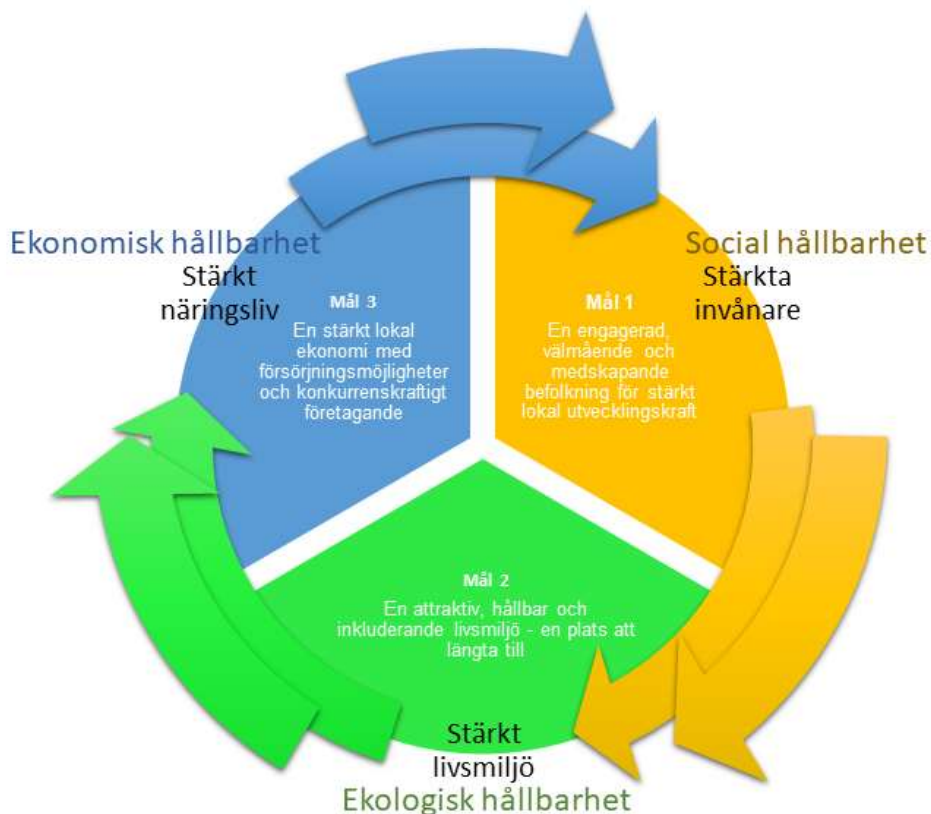 Ekonomisk hållbarhet
Stärkt
näringsliv
Mål 3
En stärkt lokal
ekonomi med
försörjningsmöjligheter
och konkurrenskraftigt
företagande
Social hållbarhet
Stärkta
invånare
Mål 1
En engagerad,
välmående och
medskapande
befolkning för stärkt
lokal utvecklingskraft
Mål 2
En attraktiv, hållbar och
inkluderande livsmiljö - en plats att
längta till
Stärkt
livsmiljö
Ekologisk hållbarhet